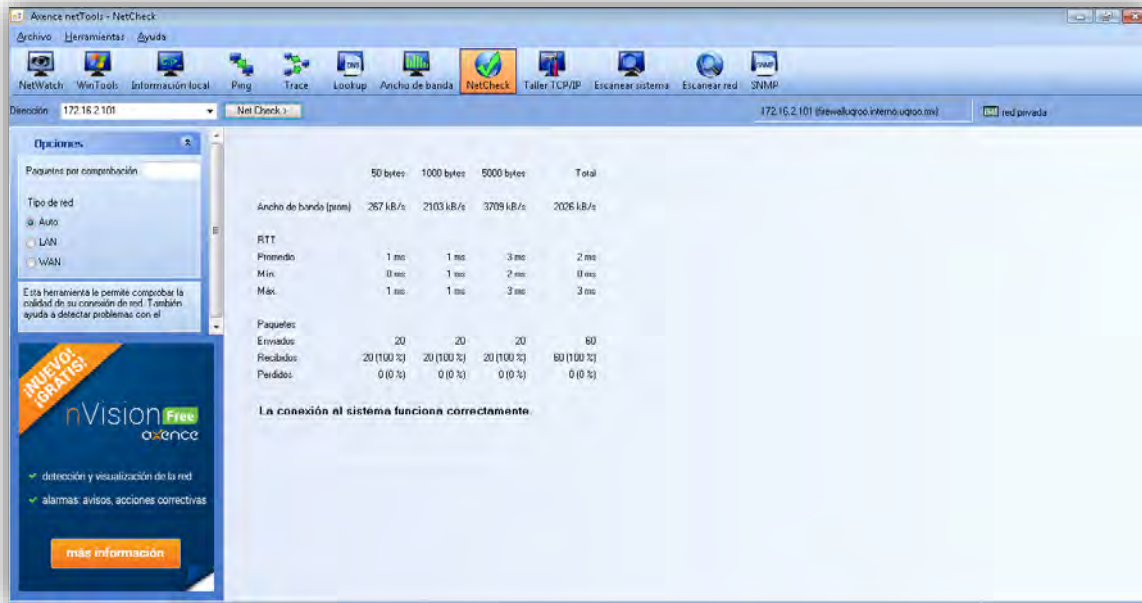 Axence netTools - NetCheck
Archivo Herramientas Ayuda
NetWatch WinTools Información local Ping Trace Lookup Ancho de banda NetCheck Taller TCP/IP Escanear sistema Escanear red SNMP
Dirección 172.16.2.101 Net Check > 172.16.2.101 (firewalluqroo.interno.uqroo.mx) red privada
Opciones
Paquetes por comprobación
Tipo de red
Auto
LAN
WAN
Esta herramienta le permite comprobar la
calidad de su conexión de red. También
ayuda a detectar problemas con el
¡NUEVO!
¡GRATIS!
nVision Free
axence
detección y visualización de la red
alarmas: avisos, acciones correctivas
más información
50 bytes 1000 bytes 5000 bytes Total
Ancho de banda (prom) 267 kB/s 2103 kB/s 3709 kB/s 2026 kB/s
RTT
Promedio 1 ms 1 ms 3 ms 2 ms
Mín. 0 ms 1 ms 2 ms 0 ms
Máx. 1 ms 1 ms 3 ms 3 ms
Paquetes
Enviados 20 20 20 60
Recibidos 20 (100 %) 20 (100 %) 20 (100 %) 60 (100 %)
Perdidos 0 (0 %) 0 (0 %) 0 (0 %) 0 (0 %)
La conexión al sistema funciona correctamente.